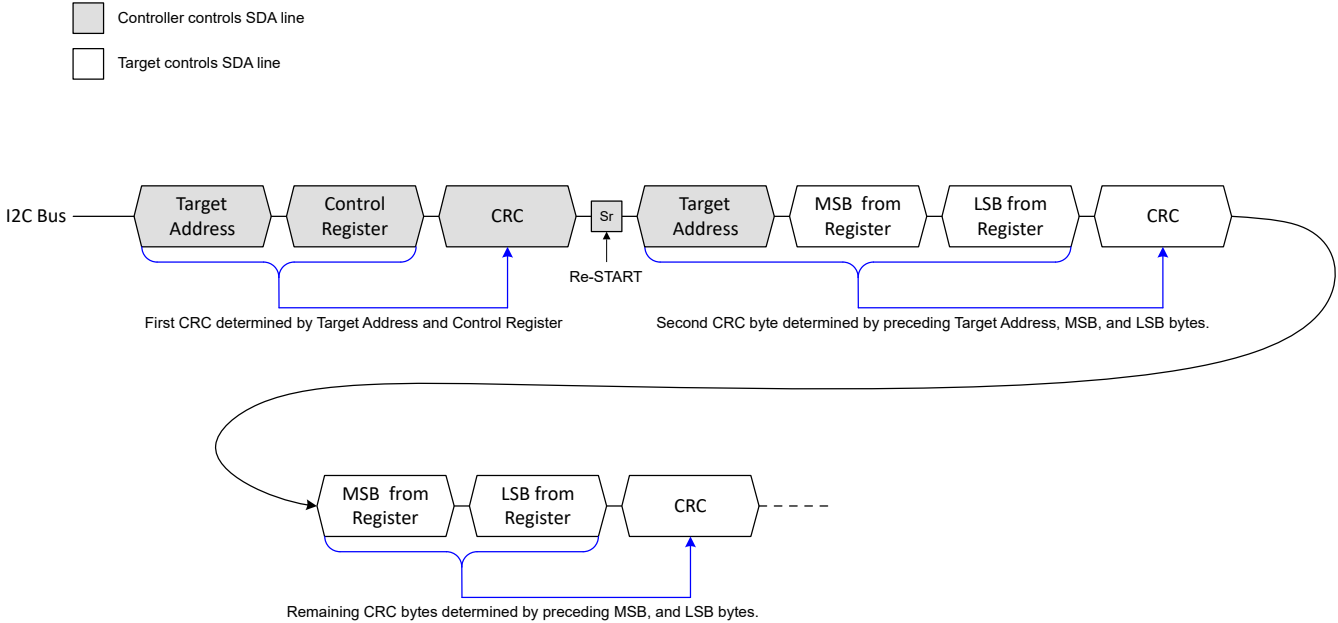 Controller controls SDA line
Target controls SDA line
I2C Bus
Target
Address
Control
Register
CRC
Sr
Target
Address
MSB from
Register
LSB from
Register
CRC
Re-START
First CRC determined by Target Address and Control Register
Second CRC byte determined by preceding Target Address, MSB, and LSB bytes.
MSB from
Register
LSB from
Register
CRC
Remaining CRC bytes determined by preceding MSB, and LSB bytes.